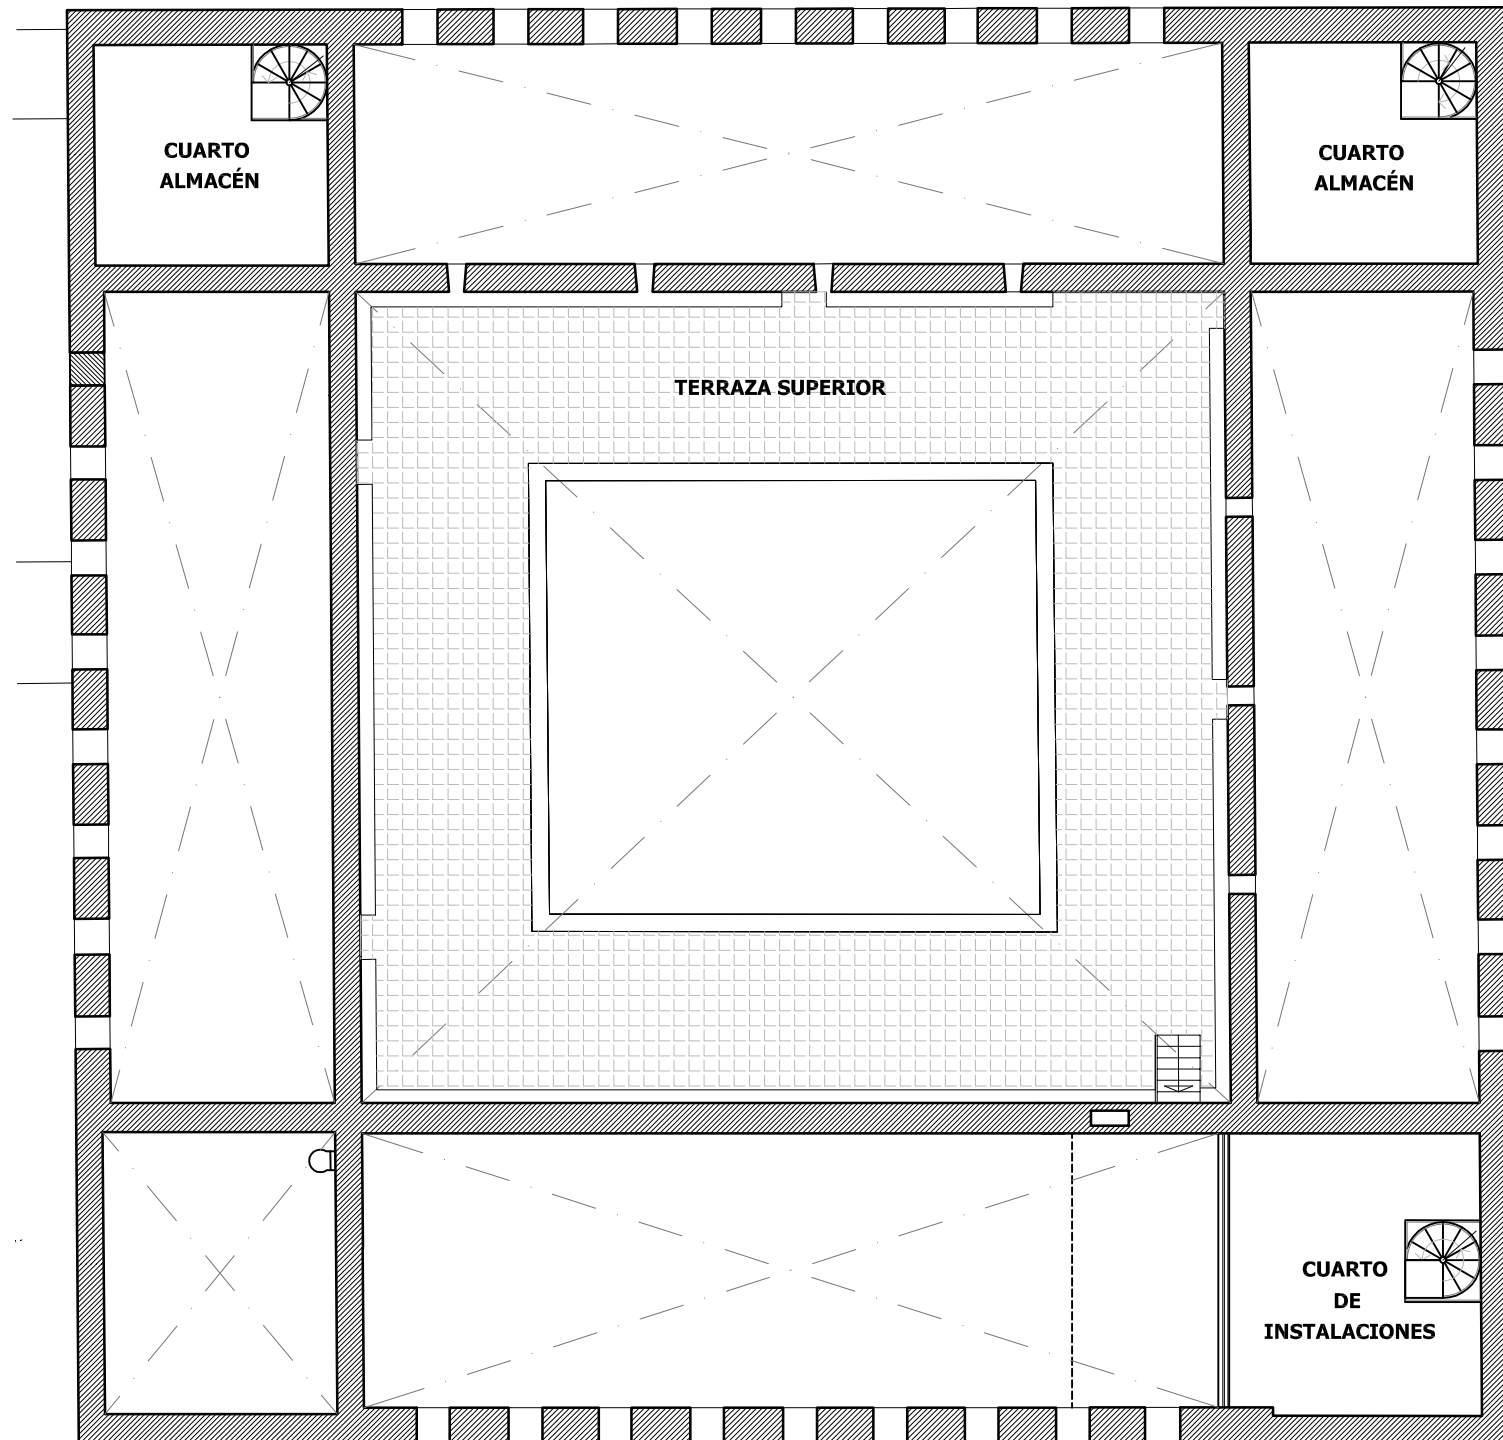 CUARTO
ALMACÉN
CUARTO
ALMACÉN
TERRAZA SUPERIOR
CUARTO
DE
INSTALACIONES